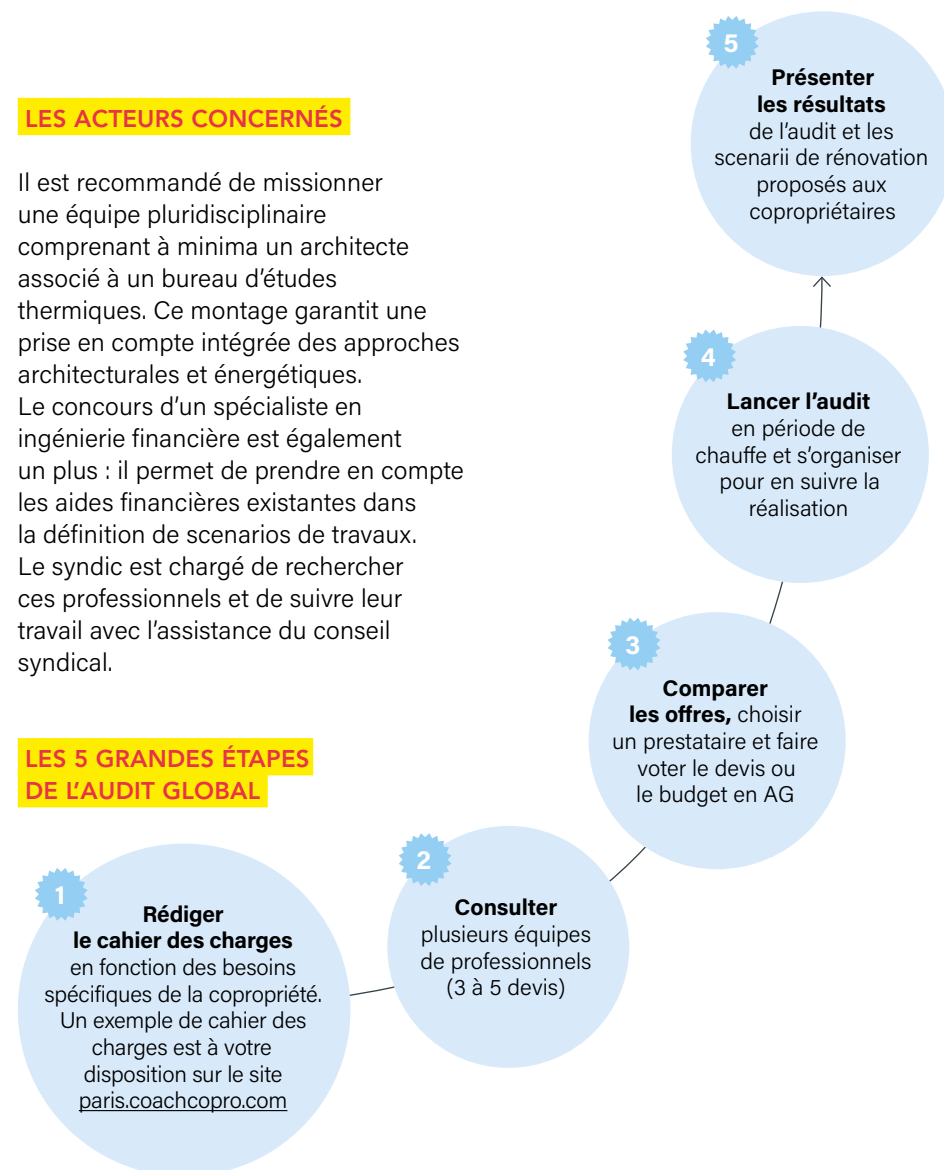 LES ACTEURS CONCERNÉS
Il est recommandé de missionner
une équipe pluridisciplinaire
comprenant à minima un architecte
associé à un bureau d'études
thermiques. Ce montage garantit une
prise en compte intégrée des approches
architecturales et énergétiques.
Le concours d'un spécialiste en
ingénierie financière est également
un plus : il permet de prendre en compte
les aides financières existantes dans
la définition de scenarios de travaux.
Le syndic est chargé de rechercher
ces professionnels et de suivre leur
travail avec l'assistance du conseil
syndical.
LES 5 GRANDES ÉTAPES
DE L'AUDIT GLOBAL
1
Rédiger
le cahier des charges
en fonction des besoins
spécifiques de la copropriété.
Un exemple de cahier des
charges est à votre
disposition sur le site
paris.coachcopro.com
2
Consulter
plusieurs équipes
de professionnels
(3 à 5 devis)
3
Comparer
les offres, choisir
un prestataire et faire
voter le devis ou
le budget en AG
4
Lancer l'audit
en période de
chauffe et s'organiser
pour en suivre la
réalisation
5
Présenter
les résultats
de l'audit et les
scenarii de rénovation
proposés aux
copropriétaires